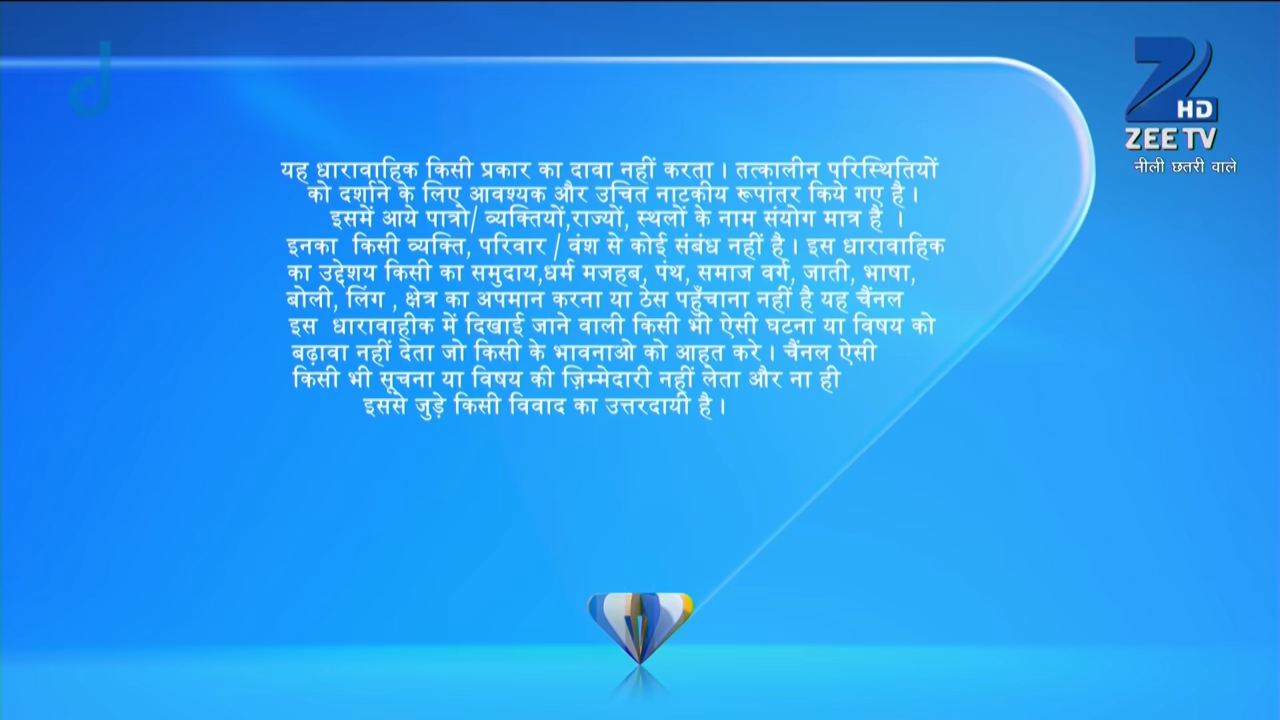 HD
ZEE TV
नीली छतरी वाले
यह धारावाहिक किसी प्रकार का दावा नहीं करता । तत्कालीन परिस्थितियों
को दर्शाने के लिए आवश्यक और उचित नाटकीय रूपांतर किये गए है ।
इसमें आये पात्रो/ व्यक्तियों,राज्यों, स्थलों के नाम संयोग मात्र हैं ।
इनका किसी व्यक्ति, परिवार / वंश से कोई संबंध नहीं है । इस धारावाहिक
का उद्देशय किसी का समुदाय,धर्म मजहब, पंथ, समाज वर्ग, जाती, भाषा,
बोली, लिंग , क्षेत्र का अपमान करना या ठेस पहुँचाना नहीं है यह चैंनल
इस धारावाहीक में दिखाई जाने वाली किसी भी ऐसी घटना या विषय को
बढ़ावा नहीं देता जो किसी के भावनाओ को आहत करे । चैंनल ऐसी
किसी भी सूचना या विषय की ज़िम्मेदारी नहीं लेता और ना ही
इससे जुड़े किसी विवाद का उत्तरदायी है ।